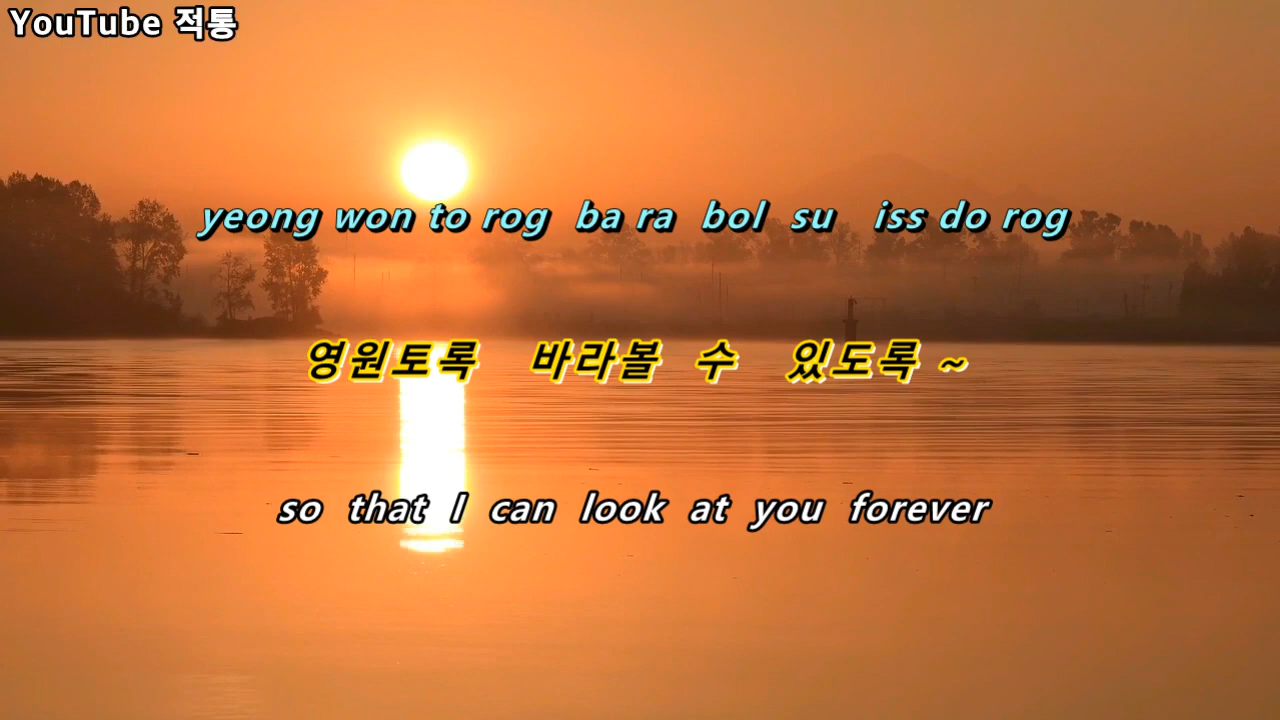 YouTube 적통
yeong won to rog ba ra bol su iss do rog
영원토록 바라볼 수 있도록 ~
so that I can look at you forever